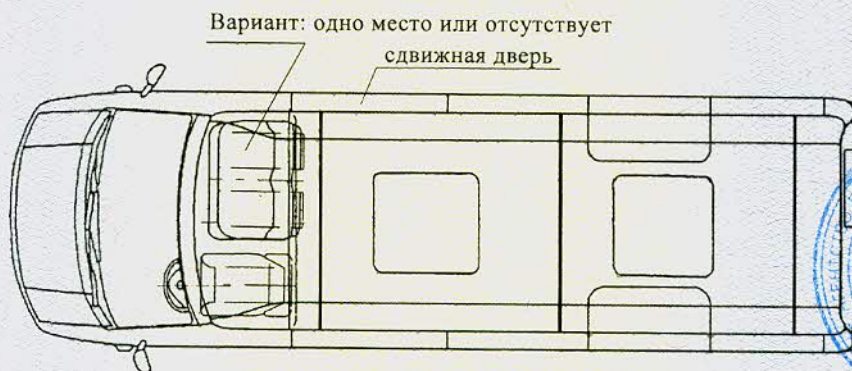 Вариант: одно место или отсутствует
сдвижная дверь